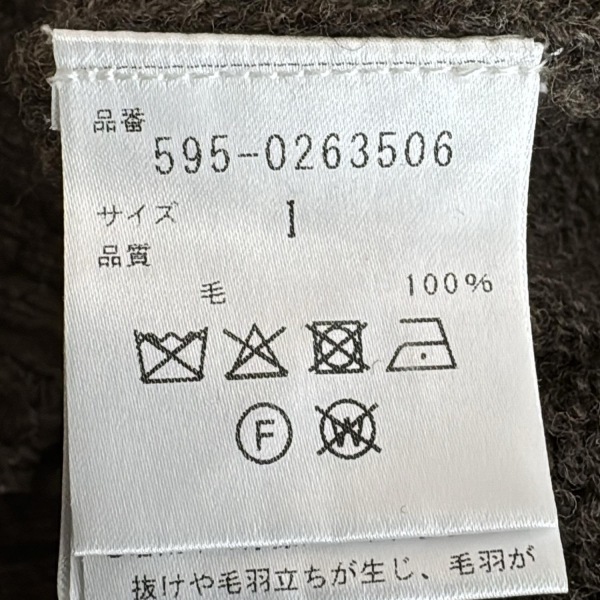 品番
595-0263506
サイズ 1
品質
毛 100%
F W
抜けや毛羽立ちが生じ、毛羽が